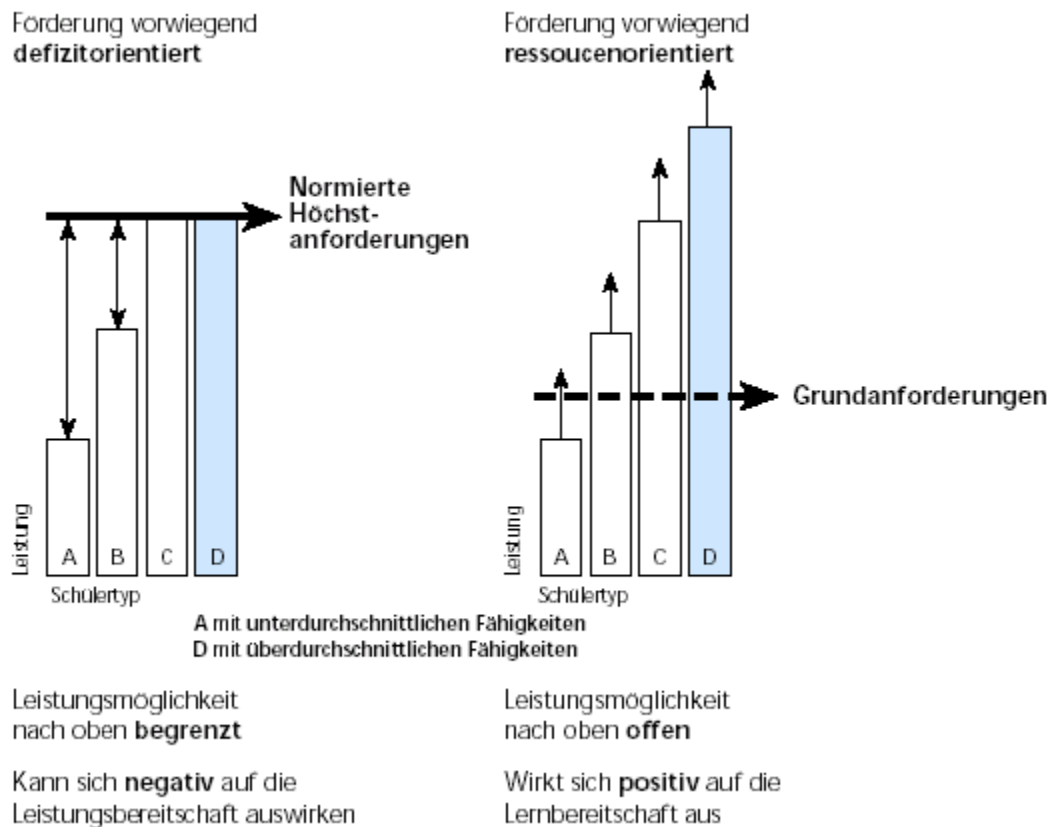 Förderung vorwiegend
defizitorientiert
Förderung vorwiegend
ressoucenorientiert
Normierte
Höchst-
anforderungen
Grundanforderungen
Leistung
A
B
C
D
Schülertyp
Leistung
A
B
C
D
Schülertyp
A mit unterdurchschnittlichen Fähigkeiten
D mit überdurchschnittlichen Fähigkeiten
Leistungsmöglichkeit
nach oben begrenzt
Kann sich negativ auf die
Leistungsbereitschaft auswirken
Leistungsmöglichkeit
nach oben offen
Wirkt sich positiv auf die
Lernbereitschaft aus